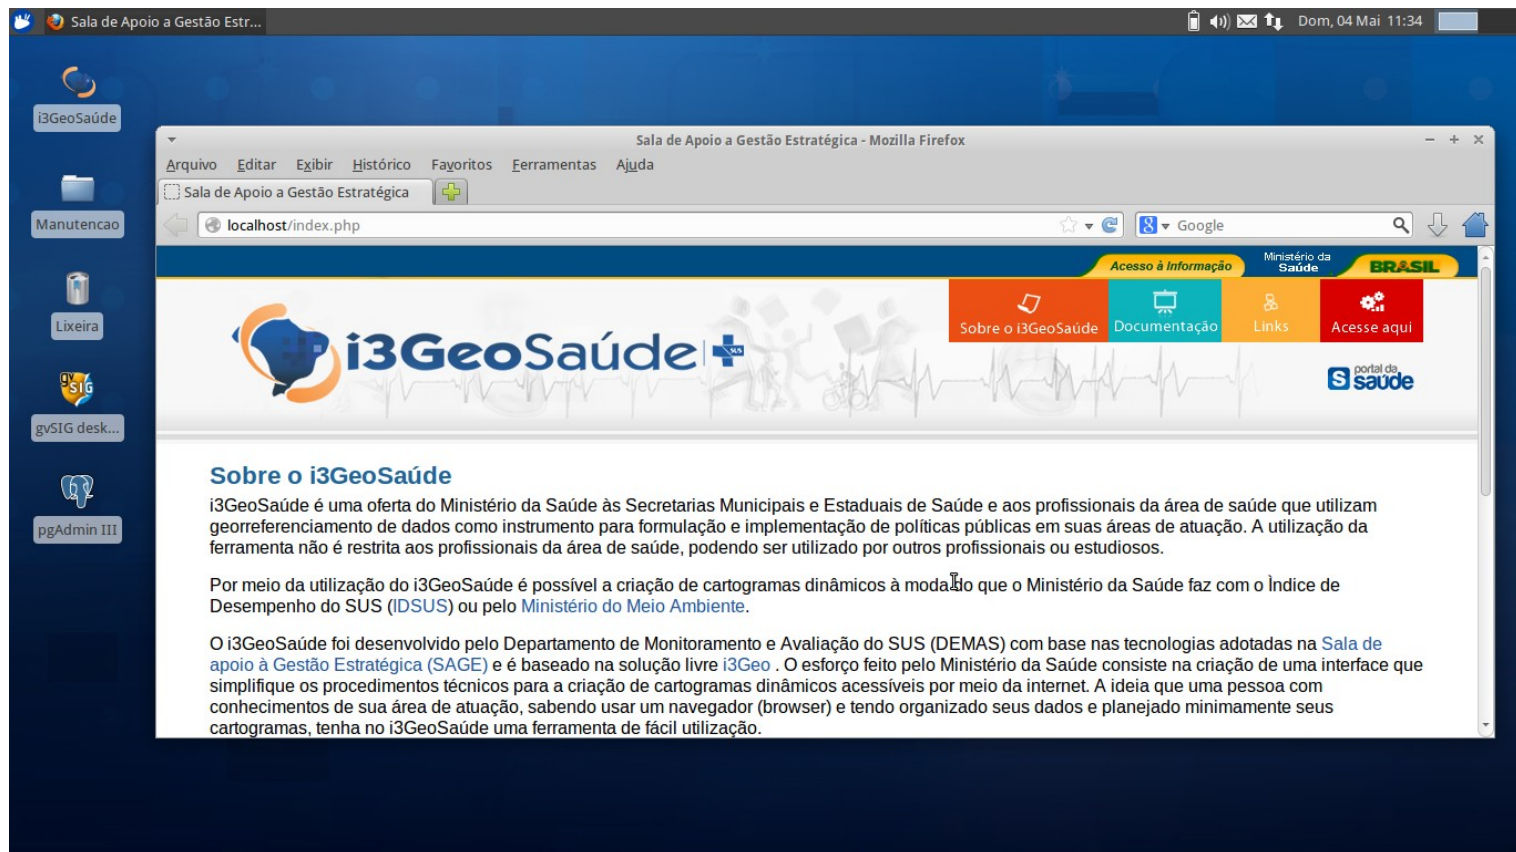 Sala de Apoio a Gestão Estr...
Dom, 04 Mai 11:34
i3GeoSaúde
Manutencao
Lixeira
gvSIG
gvSIG desk...
pgAdmin III
Sala de Apoio a Gestão Estratégica - Mozilla Firefox
Arquivo Editar Exibir Histórico Favoritos Ferramentas Ajuda
Sala de Apoio a Gestão Estratégica
localhost/index.php
8 Google
Acesso à Informação
Ministério da
Saúde
BRASIL
i3GeoSaúde
SUS
Sobre o i3GeoSaúde
Documentação
Links
Acesse aqui
S portal da
saúde
Sobre o i3GeoSaúde
i3GeoSaúde é uma oferta do Ministério da Saúde às Secretarias Municipais e Estaduais de Saúde e aos profissionais da área de saúde que utilizam
georreferenciamento de dados como instrumento para formulação e implementação de políticas públicas em suas áreas de atuação. A utilização da
ferramenta não é restrita aos profissionais da área de saúde, podendo ser utilizado por outros profissionais ou estudiosos.
Por meio da utilização do i3GeoSaúde é possível a criação de cartogramas dinâmicos à moda do que o Ministério da Saúde faz com o Ìndice de
Desempenho do SUS (IDSUS) ou pelo Ministério do Meio Ambiente.
O i3GeoSaúde foi desenvolvido pelo Departamento de Monitoramento e Avaliação do SUS (DEMAS) com base nas tecnologias adotadas na Sala de
apoio à Gestão Estratégica (SAGE) e é baseado na solução livre i3Geo . O esforço feito pelo Ministério da Saúde consiste na criação de uma interface que
simplifique os procedimentos técnicos para a criação de cartogramas dinâmicos acessíveis por meio da internet. A ideia que uma pessoa com
conhecimentos de sua área de atuação, sabendo usar um navegador (browser) e tendo organizado seus dados e planejado minimamente seus
cartogramas, tenha no i3GeoSaúde uma ferramenta de fácil utilização.